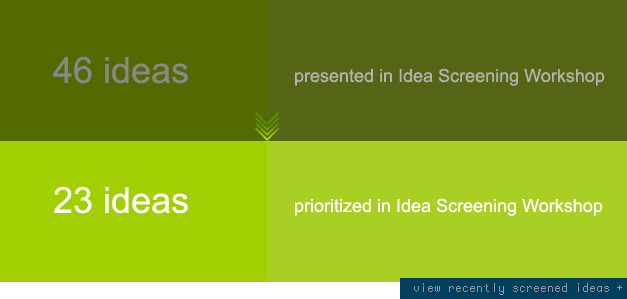 46 ideas
presented in Idea Screening Workshop
23 ideas
prioritized in Idea Screening Workshop
view recently screened ideas +